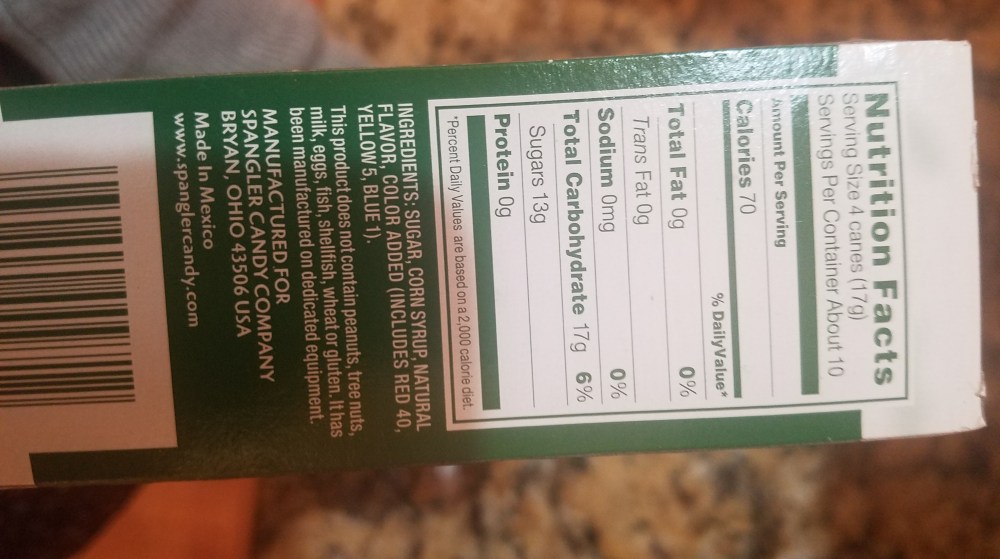 Nutrition Facts
Serving Size 4 canes (17g)
Servings Per Container About 10
Amount Per Serving
Calories 70
% Daily Value*
Total Fat 0g 0%
Trans Fat 0g
Sodium 0mg 0%
Total Carbohydrate 17g 6%
Sugars 13g
Protein 0g
*Percent Daily Values are based on a 2,000 calorie diet.
INGREDIENTS: SUGAR, CORN SYRUP, NATURAL
FLAVOR, COLOR ADDED (INCLUDES RED 40,
YELLOW 5, BLUE 1).
This product does not contain peanuts, tree nuts,
milk, eggs, fish, shellfish, wheat or gluten. It has
been manufactured on dedicated equipment.
MANUFACTURED FOR
SPANGLER CANDY COMPANY
BRYAN, OHIO 43506 USA
Made In Mexico
www.spanglercandy.com